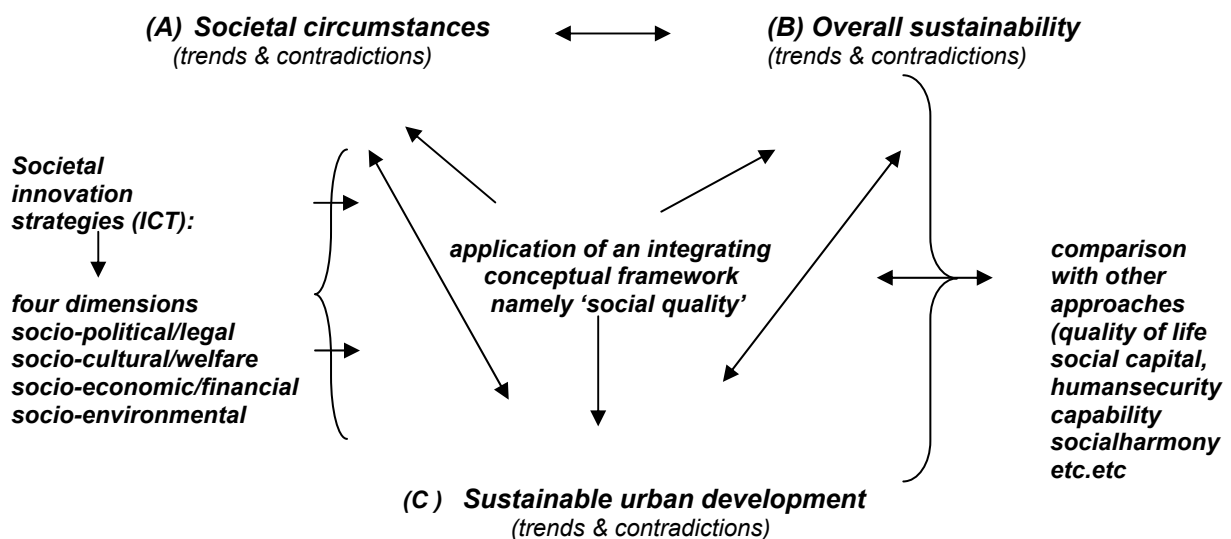 (A) Societal circumstances
(trends & contradictions)
(B) Overall sustainability
(trends & contradictions)
Societal
innovation
strategies (ICT):
four dimensions
socio-political/legal
socio-cultural/welfare
socio-economic/financial
socio-environmental
application of an integrating
conceptual framework
namely ‘social quality’
comparison
with other
approaches
(quality of life
social capital,
humansecurity
capability
socialharmony
etc.etc
(C ) Sustainable urban development
(trends & contradictions)